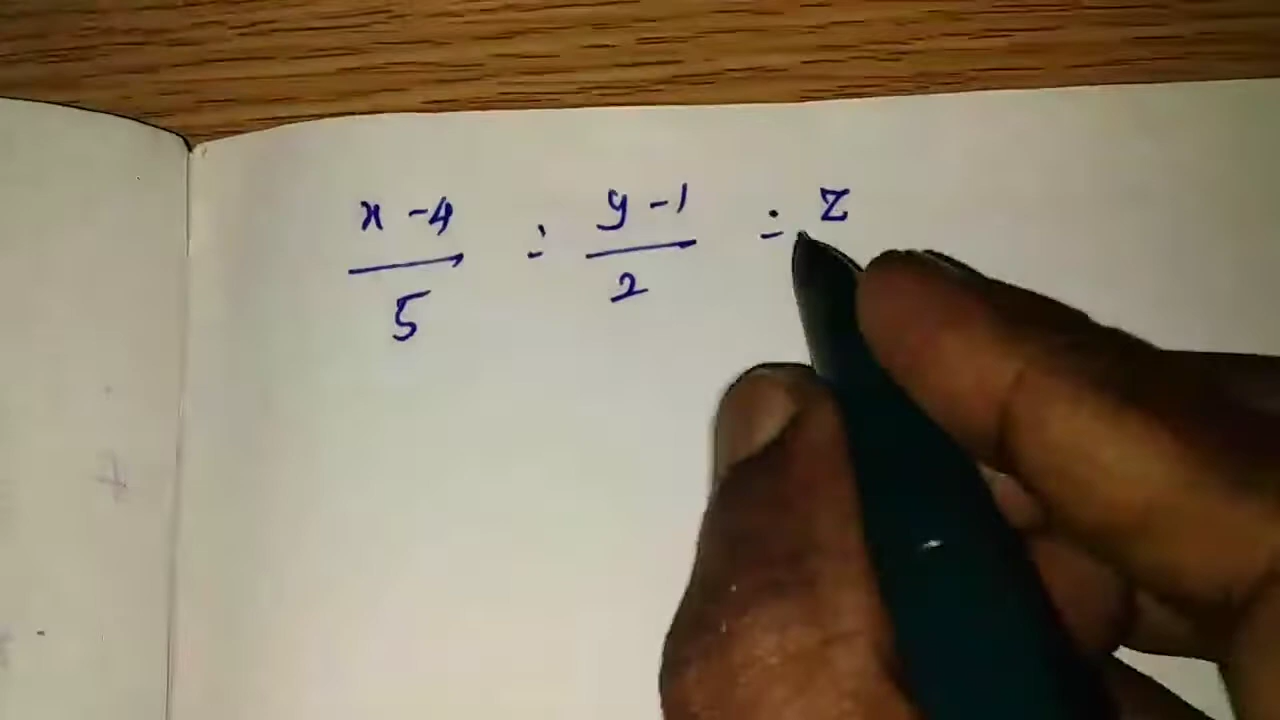 x-4/5 = y-1/2 = z